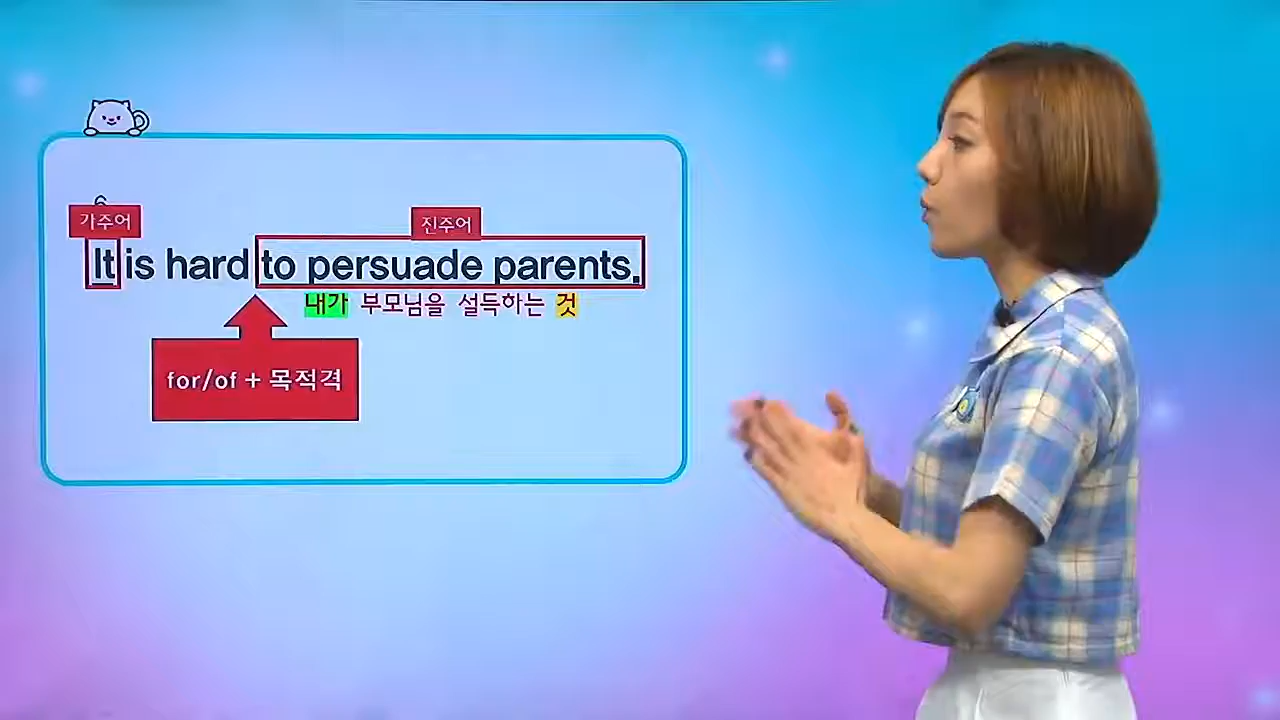 가주어 진주어
It is hard to persuade parents.
내가 부모님을 설득하는 것
for/of + 목적격